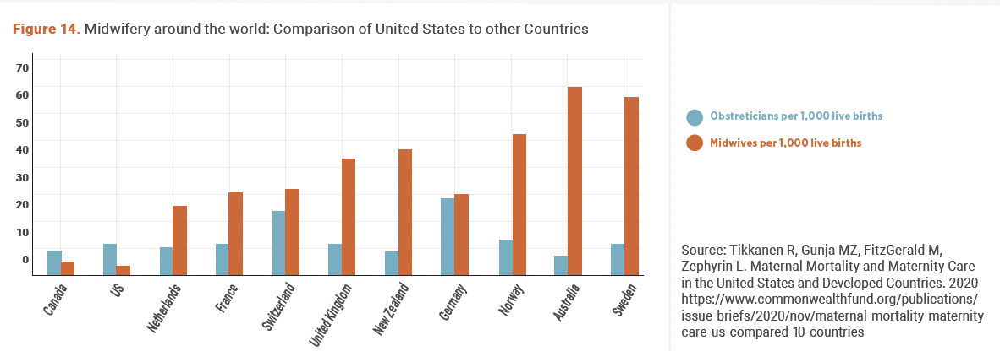 Figure 14. Midwifery around the world: Comparison of United States to other Countries
70
60
50
40
30
20
10
0
Canada
US
Netherlands
France
Switzerland
United Kingdom
New Zealand
Germany
Norway
Australia
Sweden
Obstreticians per 1,000 live births
Midwives per 1,000 live births
Source: Tikkanen R, Gunja MZ, FitzGerald M,
Zephyrin L. Maternal Mortality and Maternity Care
in the United States and Developed Countries. 2020
https://www.commonwealthfund.org/publications/
issue-briefs/2020/nov/maternal-mortality-maternity-
care-us-compared-10-countries